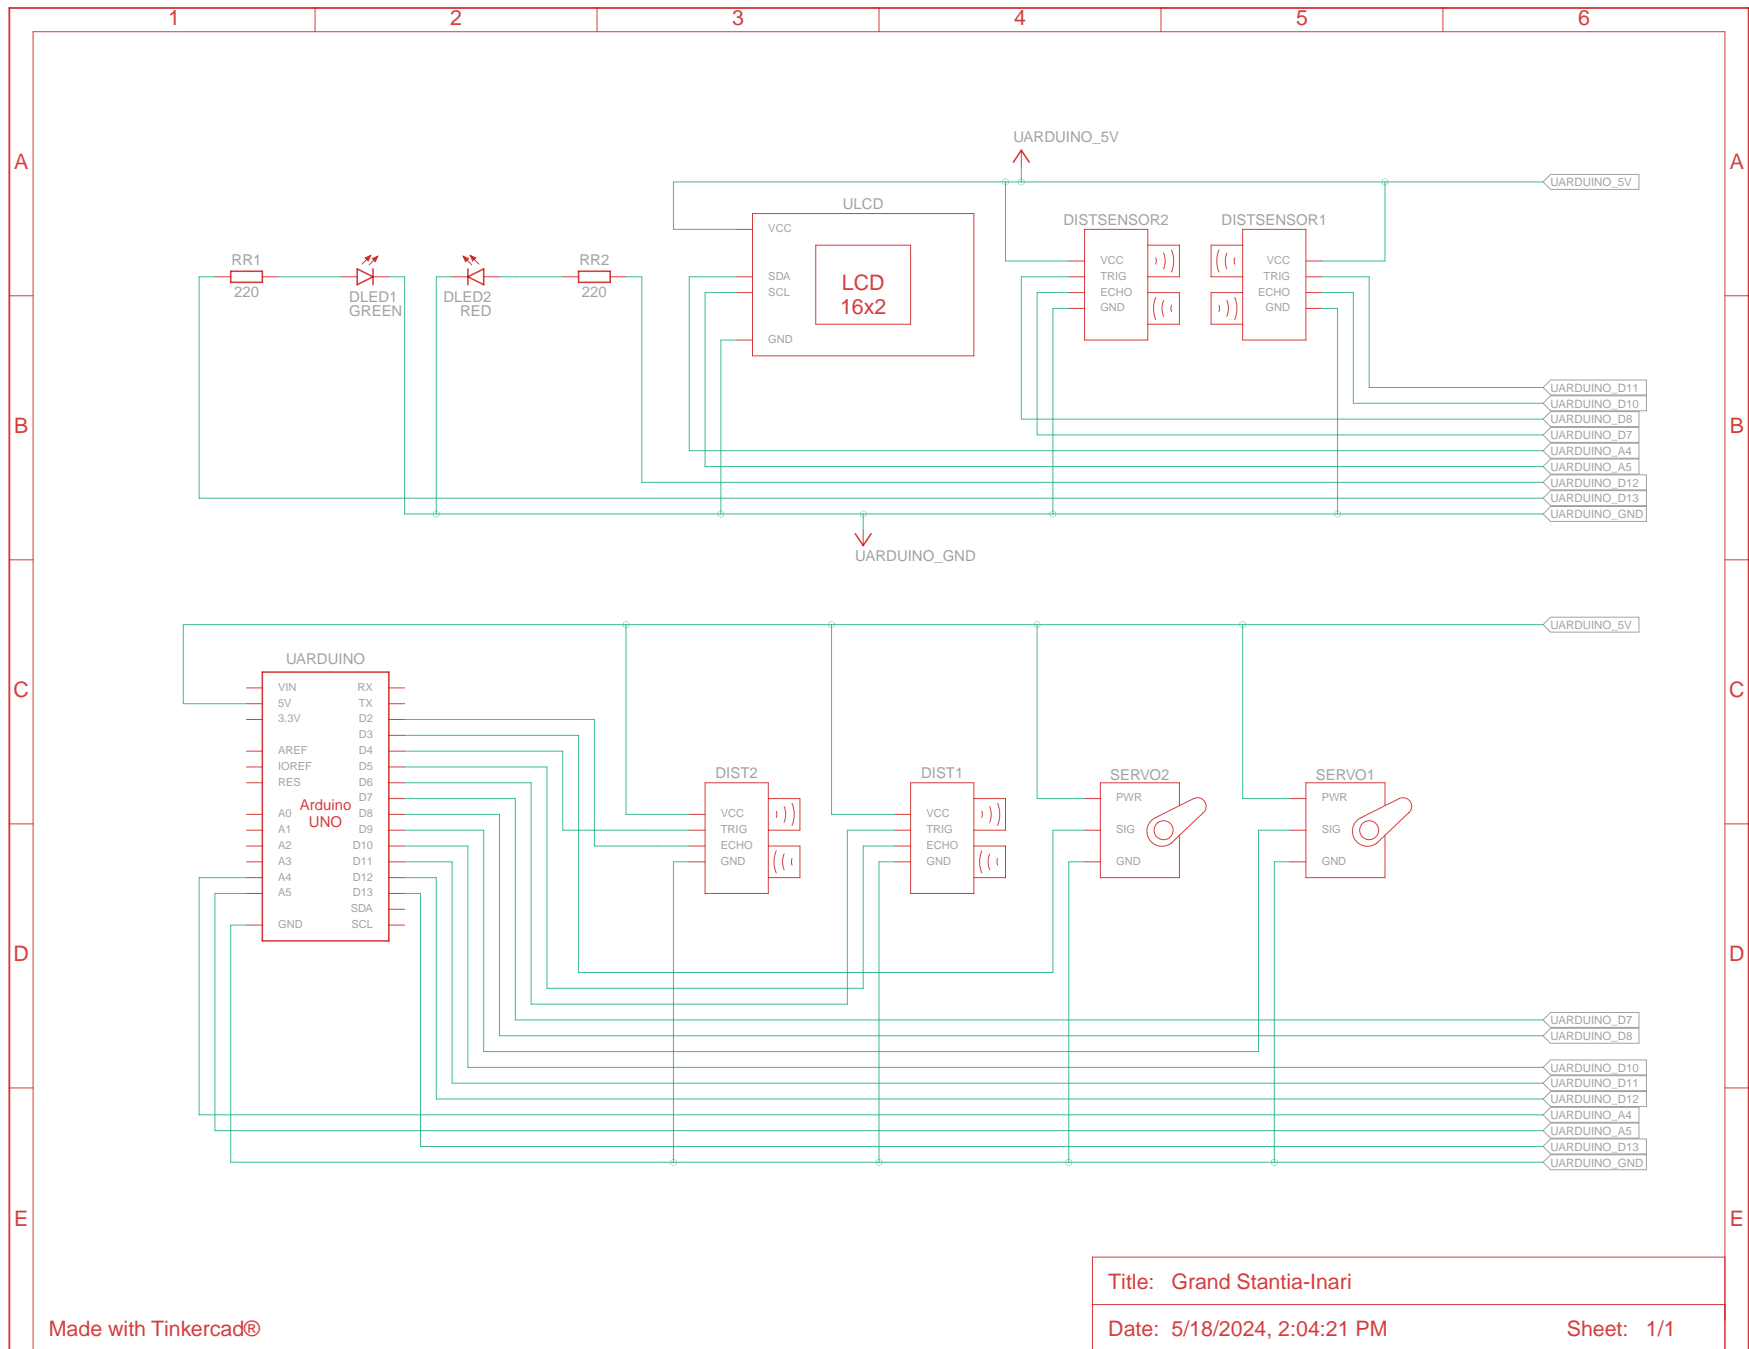 1 2 3 4 5 6
A A
UARDUINO_5V
UARDUINO_5V
ULCD
VCC
SDA
SCL
GND
LCD
16x2
DISTSENSOR2
VCC
TRIG
ECHO
GND
DISTSENSOR1
VCC
TRIG
ECHO
GND
RR1
220
DLED1
GREEN
DLED2
RED
RR2
220
B B
UARDUINO_D11
UARDUINO_D10
UARDUINO_D8
UARDUINO_D7
UARDUINO_A4
UARDUINO_A5
UARDUINO_D12
UARDUINO_D13
UARDUINO_GND
UARDUINO_GND
UARDUINO_5V
C C
UARDUINO
VIN RX
5V TX
3.3V D2
D3
AREF D4
IOREF D5
RES D6
D7
Arduino
UNO
A0 D8
A1 D9
A2 D10
A3 D11
A4 D12
A5 D13
SDA
GND SCL
DIST2
VCC
TRIG
ECHO
GND
DIST1
VCC
TRIG
ECHO
GND
SERVO2
PWR
SIG
GND
SERVO1
PWR
SIG
GND
D D
UARDUINO_D7
UARDUINO_D8
UARDUINO_D10
UARDUINO_D11
UARDUINO_D12
UARDUINO_A4
UARDUINO_A5
UARDUINO_D13
UARDUINO_GND
E E
Title: Grand Stantia-Inari
Made with Tinkercad®
Date: 5/18/2024, 2:04:21 PM Sheet: 1/1